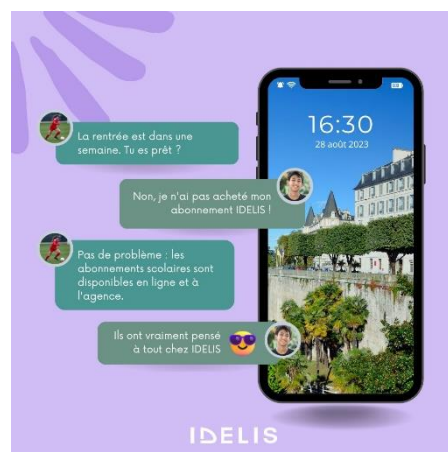 16:30
28 août 2023
La rentrée est dans une
semaine. Tu es prêt ?
Non, je n'ai pas acheté mon
abonnement IDELIS !
Pas de problème : les
abonnements scolaires sont
disponibles en ligne et à
l'agence.
Ils ont vraiment pensé
à tout chez IDELIS
IDELIS